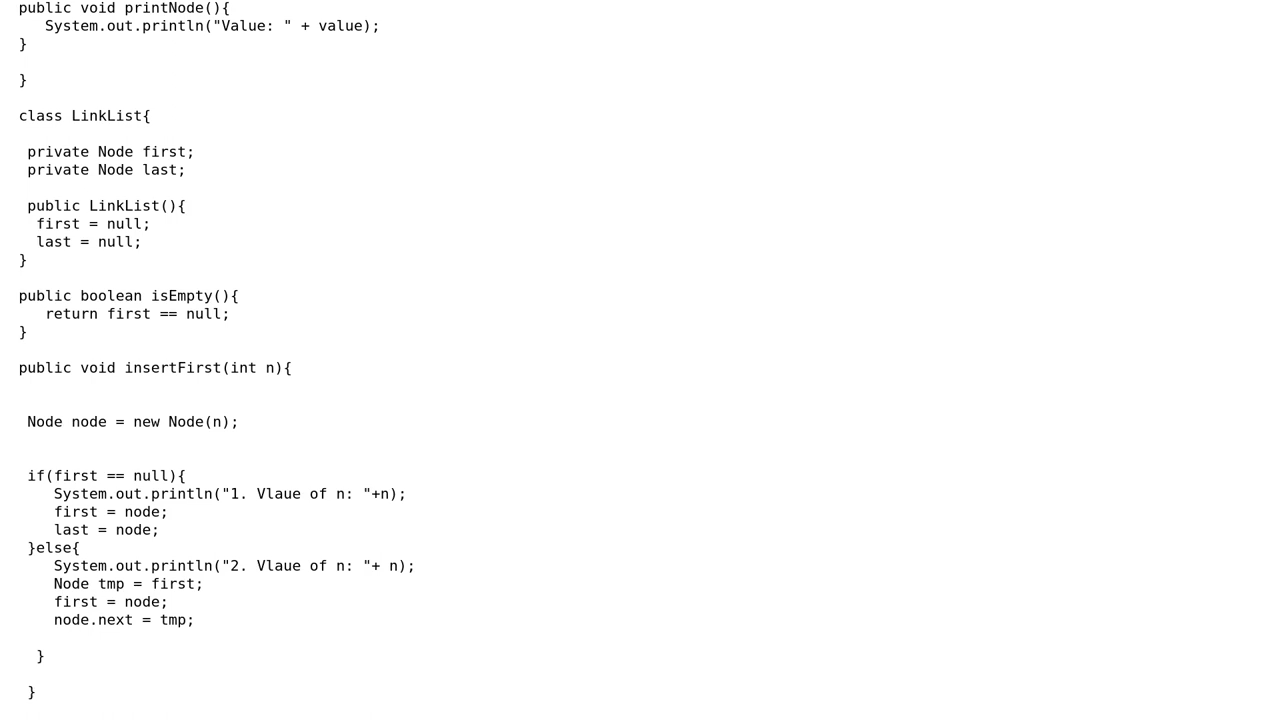 public void printNode(){
System.out.println("Value: " + value);
}
}
class LinkList{
private Node first;
private Node last;
public LinkList(){
first = null;
last = null;
}
public boolean isEmpty(){
return first == null;
}
public void insertFirst(int n){
Node node = new Node(n);
if(first == null){
System.out.println("1. Vlaue of n: "+n);
first = node;
last = node;
}else{
System.out.println("2. Vlaue of n: "+ n);
Node tmp = first;
first = node;
node.next = tmp;
}
}